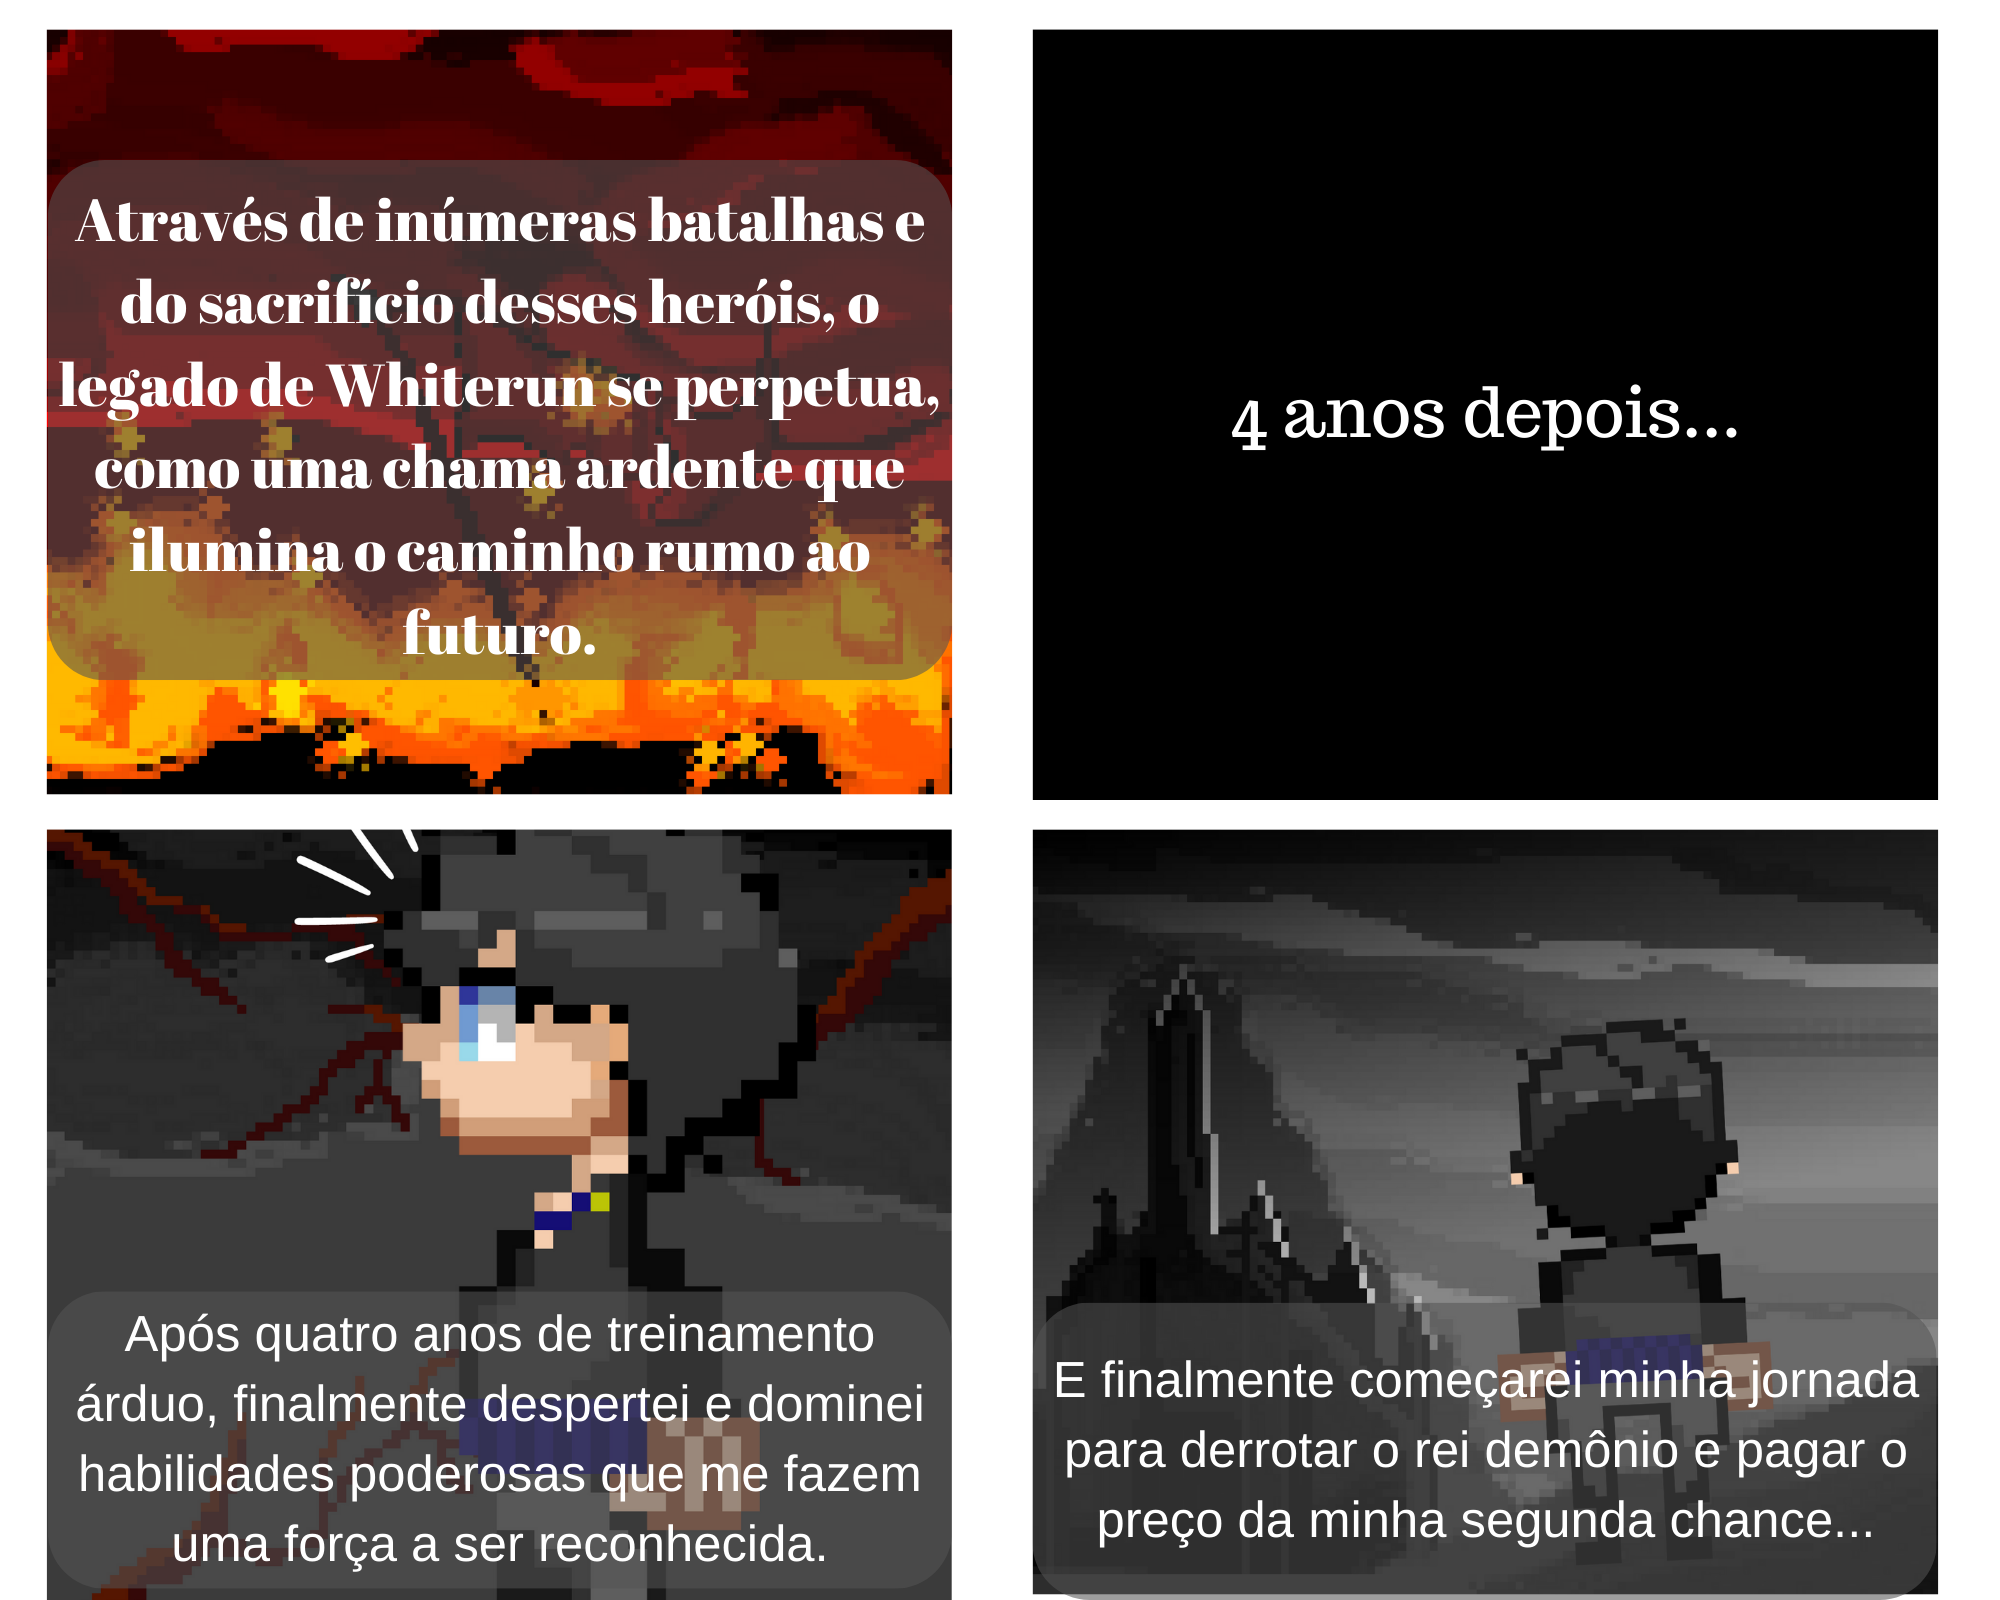 Através de inúmeras batalhas e
do sacrifício desses heróis, o
legado de Whiterun se perpetua,
como uma chama ardente que
ilumina o caminho rumo ao
futuro.
4 anos depois...
Após quatro anos de treinamento
árduo, finalmente despertei e dominei
habilidades poderosas que me fazem
uma força a ser reconhecida.
E finalmente começarei minha jornada
para derrotar o rei demônio e pagar o
preço da minha segunda chance...